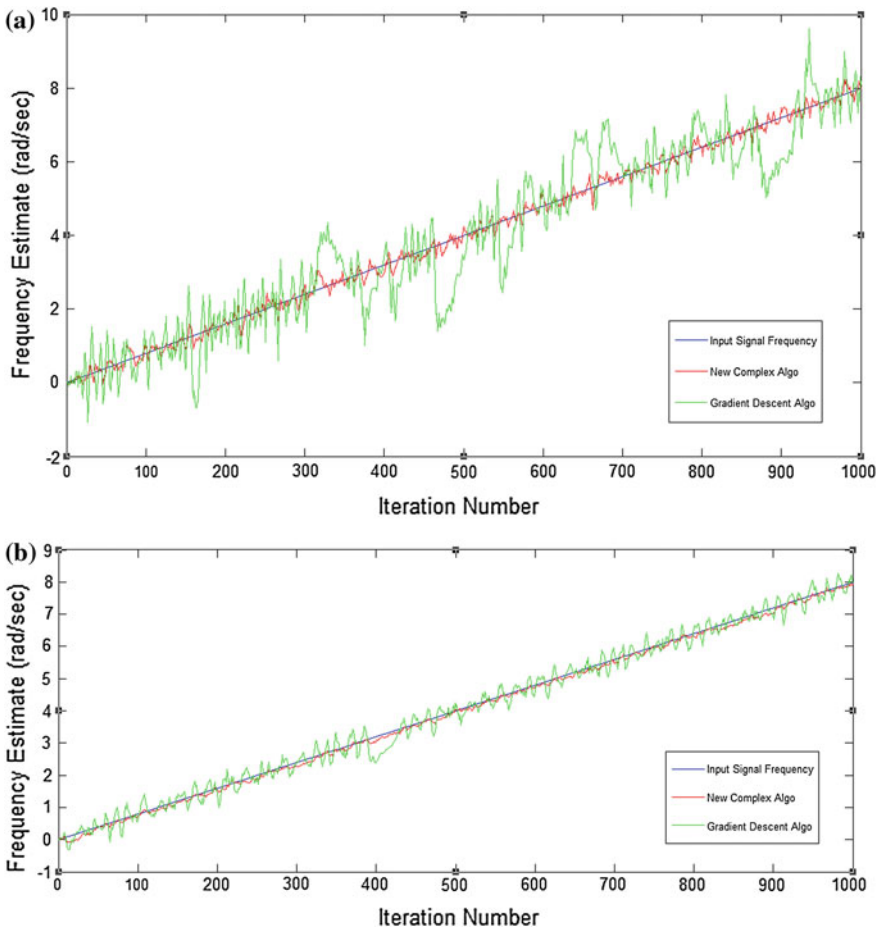 (a)
10
8
6
4
2
0
-2
Frequency Estimate (rad/sec)
Input Signal Frequency
New Complex Algo
Gradient Descent Algo
0 100 200 300 400 500 600 700 800 900 1000
Iteration Number
(b)
9
8
7
6
5
4
3
2
1
0
-1
Frequency Estimate (rad/sec)
Input Signal Frequency
New Complex Algo
Gradient Descent Algo
0 100 200 300 400 500 600 700 800 900 1000
Iteration Number